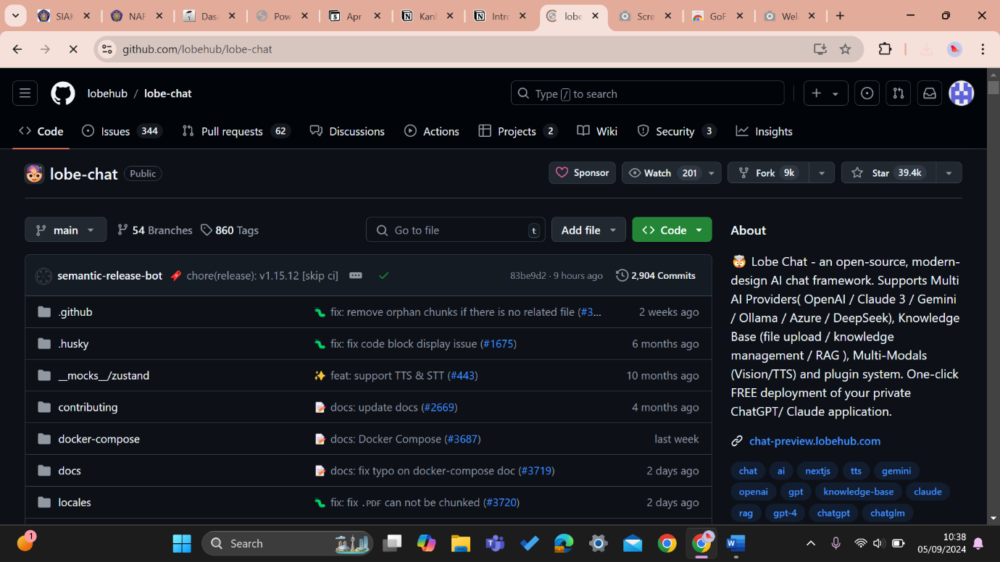 SIAK
NAF
Das
Pow
5 Apr
Kanl
Intro
lobe
Scre
GoF
Wel
github.com/lobehub/lobe-chat
lobehub / lobe-chat
Type / to search
Code
Issues 344
Pull requests 62
Discussions
Actions
Projects 2
Wiki
Security 3
Insights
lobe-chat Public
Sponsor
Watch 201
Fork 9k
Star 39.4k
main
54 Branches
860 Tags
Go to file t
Add file
Code
About
semantic-release-bot chore(release): v1.15.12 [skip ci]
83be9d2 · 9 hours ago
2,904 Commits
.github fix: remove orphan chunks if there is no related file (#3... 2 weeks ago
.husky fix: fix code block display issue (#1675) 6 months ago
__mocks__/zustand feat: support TTS & STT (#443) 10 months ago
contributing docs: update docs (#2669) 4 months ago
docker-compose docs: Docker Compose (#3687) last week
docs docs: fix typo on docker-compose doc (#3719) 2 days ago
locales fix: fix .PDF can not be chunked (#3720) 2 days ago
🤯 Lobe Chat - an open-source, modern-
design AI chat framework. Supports Multi
AI Providers( OpenAI / Claude 3 / Gemini
/ Ollama / Azure / DeepSeek), Knowledge
Base (file upload / knowledge
management / RAG ), Multi-Modals
(Vision/TTS) and plugin system. One-click
FREE deployment of your private
ChatGPT/ Claude application.
chat-preview.lobehub.com
chat ai nextjs tts gemini
openai gpt knowledge-base claude
rag gpt-4 chatgpt chatglm
1
Search
10:38
05/09/2024